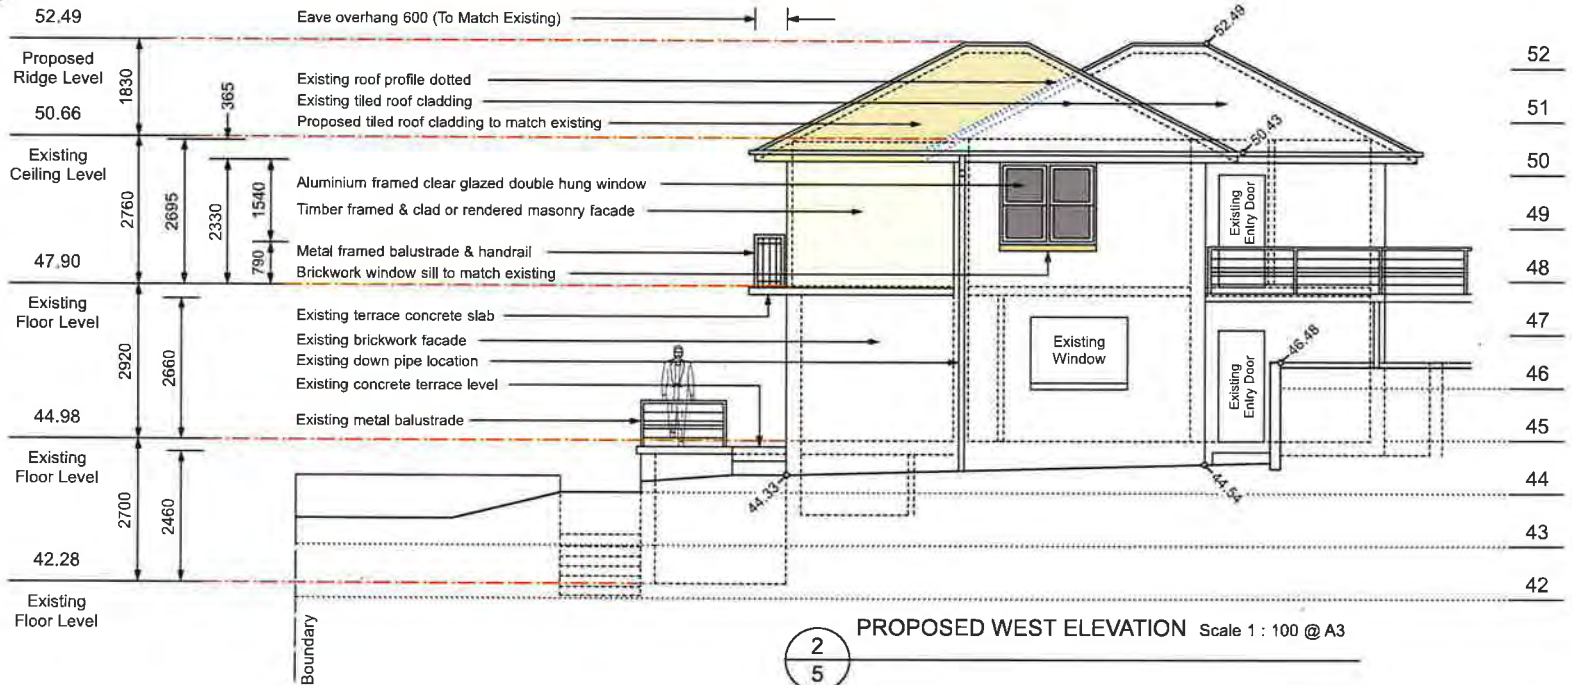 52.49
Proposed
Ridge Level
50.66
Existing
Ceiling Level
47.90
Existing
Floor Level
44.98
Existing
Floor Level
42.28
Existing
Floor Level
1830
2760
2920
2700
365
2695
2330
1540
790
2660
2460
Eave overhang 600 (To Match Existing)
Existing roof profile dotted
Existing tiled roof cladding
Proposed tiled roof cladding to match existing
Aluminium framed clear glazed double hung window
Timber framed & clad or rendered masonry facade
Metal framed balustrade & handrail
Brickwork window sill to match existing
Existing terrace concrete slab
Existing brickwork facade
Existing down pipe location
Existing concrete terrace level
Existing metal balustrade
52.49
50.43
Existing
Entry Door
Existing
Window
Existing
Entry Door
46.48
44.33
44.54
52
51
50
49
48
47
46
45
44
43
42
Boundary
2
5
PROPOSED WEST ELEVATION Scale 1 : 100 @ A3